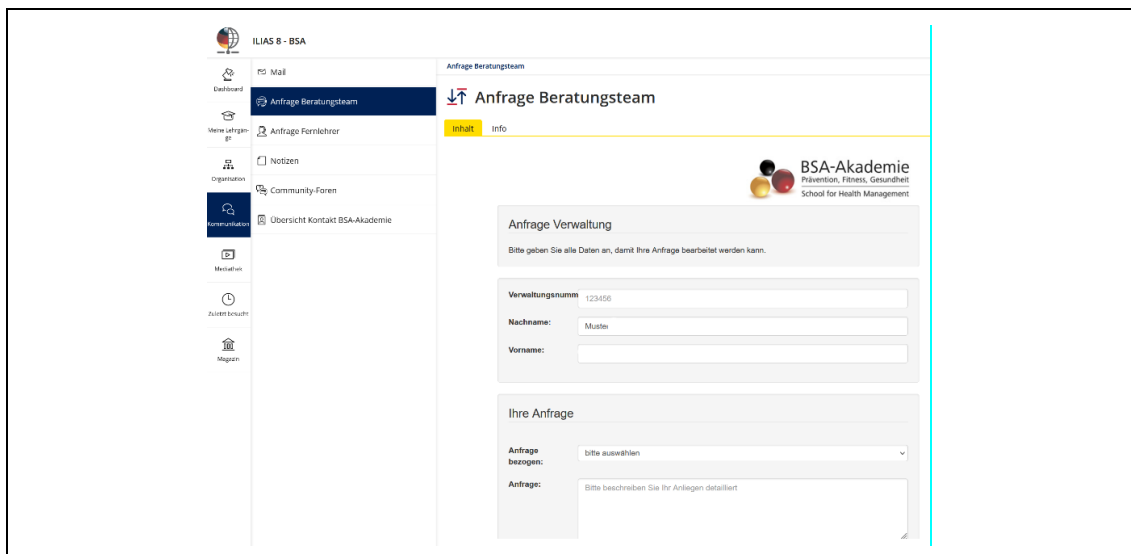 ILIAS 8 - BSA
Dashboard
Meine Lehrgän-
ge
Organisation
Kommunikation
Mediathek
Zuletzt besucht
Magazin
Mail
Anfrage Beratungsteam
Anfrage Fernlehrer
Notizen
Community-Foren
Übersicht Kontakt BSA-Akademie
Anfrage Beratungsteam
Anfrage Beratungsteam
Inhalt Info
BSA-Akademie
Prävention, Fitness, Gesundheit
School for Health Management
Anfrage Verwaltung
Bitte geben Sie alle Daten an, damit Ihre Anfrage bearbeitet werden kann.
Verwaltungsnumm 123456
Nachname: Muster
Vorname:
Ihre Anfrage
Anfrage bitte auswählen
bezogen:
Anfrage: Bitte beschreiben Sie Ihr Anliegen detailliert